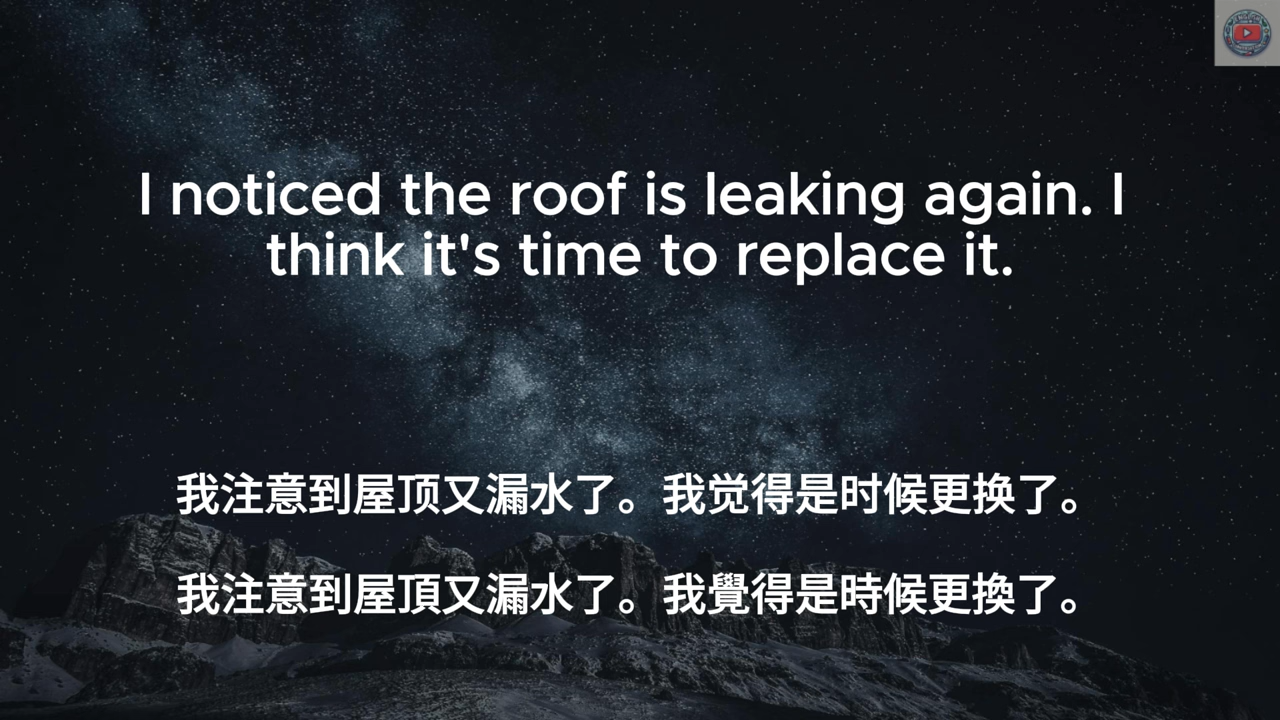 I noticed the roof is leaking again. I
think it's time to replace it.
我注意到屋顶又漏水了。我觉得是时候更换了。
我注意到屋頂又漏水了。我覺得是時候更換了。